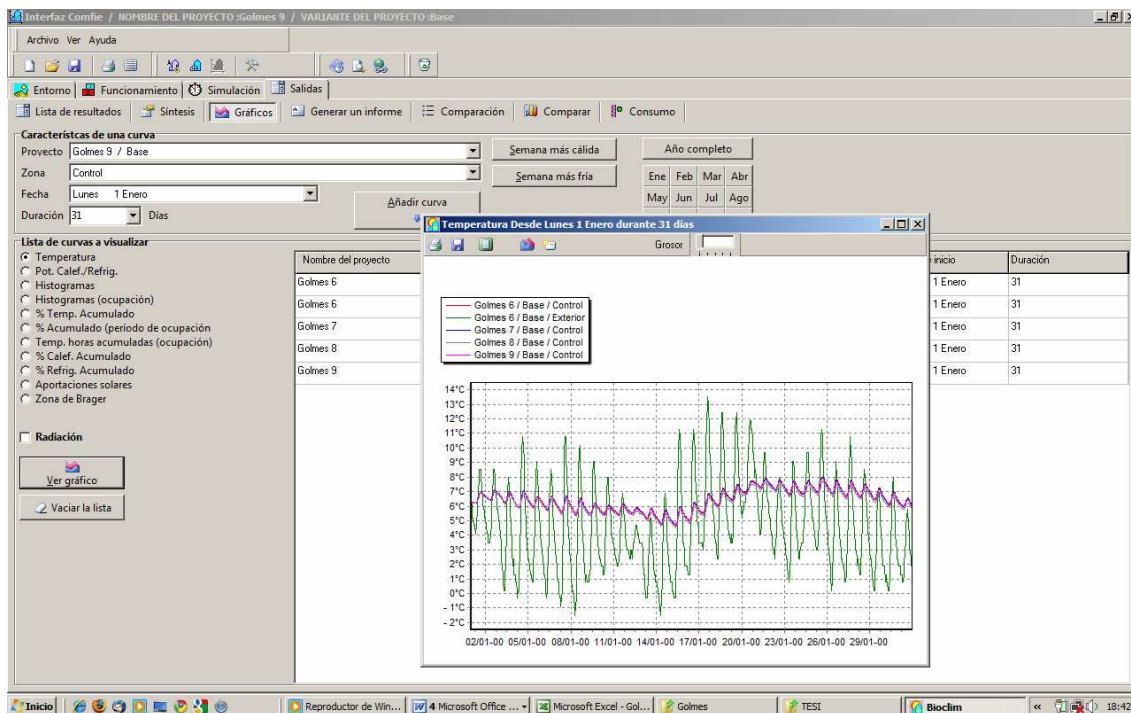 Interfaz Comfie / NOMBRE DEL PROYECTO :Golmes 9 / VARIANTE DEL PROYECTO :Base
Archivo Ver Ayuda
Entorno Funcionamiento Simulación Salidas
Lista de resultados Síntesis Gráficos Generar un informe Comparación Comparar Consumo
Caracterìstcas de una curva
Proyecto Golmes 9 / Base
Semana más cálida
Año completo
Zona Control
Semana más fría
Ene Feb Mar Abr
Fecha Lunes 1 Enero
May Jun Jul Ago
Añadir curva
Duración 31 Días
Temperatura Desde Lunes 1 Enero durante 31 días
Grosor
Lista de curvas a visualizar
Temperatura
Pot. Calef./Refrig.
Histogramas
Histogramas (ocupación)
% Temp. Acumulado
% Acumulado (período de ocupación
Temp. horas acumuladas (ocupación)
% Calef. Acumulado
% Refrig. Acumulado
Aportaciones solares
Zona de Brager
Radiación
Ver gráfico
Vaciar la lista
Nombre del proyecto
inicio Duración
Golmes 6 1 Enero 31
Golmes 6 1 Enero 31
Golmes 7 1 Enero 31
Golmes 8 1 Enero 31
Golmes 9 1 Enero 31
Golmes 6 / Base / Control
Golmes 6 / Base / Exterior
Golmes 7 / Base / Control
Golmes 8 / Base / Control
Golmes 9 / Base / Control
14°C
13°C
12°C
11°C
10°C
9°C
8°C
7°C
6°C
5°C
4°C
3°C
2°C
1°C
0°C
- 1°C
- 2°C
02/01-00 05/01-00 08/01-00 11/01-00 14/01-00 17/01-00 20/01-00 23/01-00 26/01-00 29/01-00
Inicio Reproductor de Win... 4 Microsoft Office ... Microsoft Excel - Gol... Golmes TESI Bioclim « 18:42